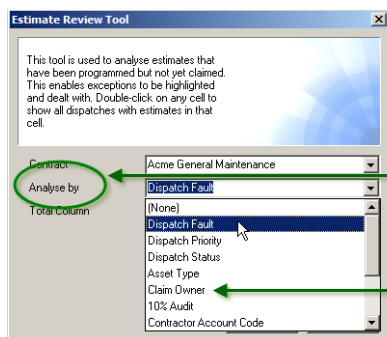 Estimate Review Tool
This tool is used to analyse estimates that
have been programmed but not yet claimed.
This enables exceptions to be highlighted
and dealt with. Double-click on any cell to
show all dispatches with estimates in that
cell.
Contract Acme General Maintenance
Analyse by Dispatch Fault
Total Column
(None)
Dispatch Fault
Dispatch Priority
Dispatch Status
Asset Type
Claim Owner
10% Audit
Contractor Account Code